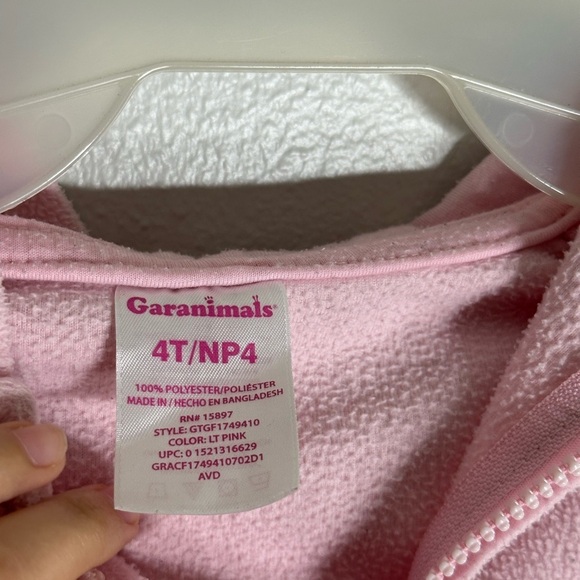 Garanimals®
4T/NP4
100% POLYESTER/POLIÉSTER
MADE IN / HECHO EN BANGLADESH
RN# 15897
STYLE: GTGF1749410
COLOR: LT PINK
UPC: 0 1521316629
GRACF1749410702D1
AVD